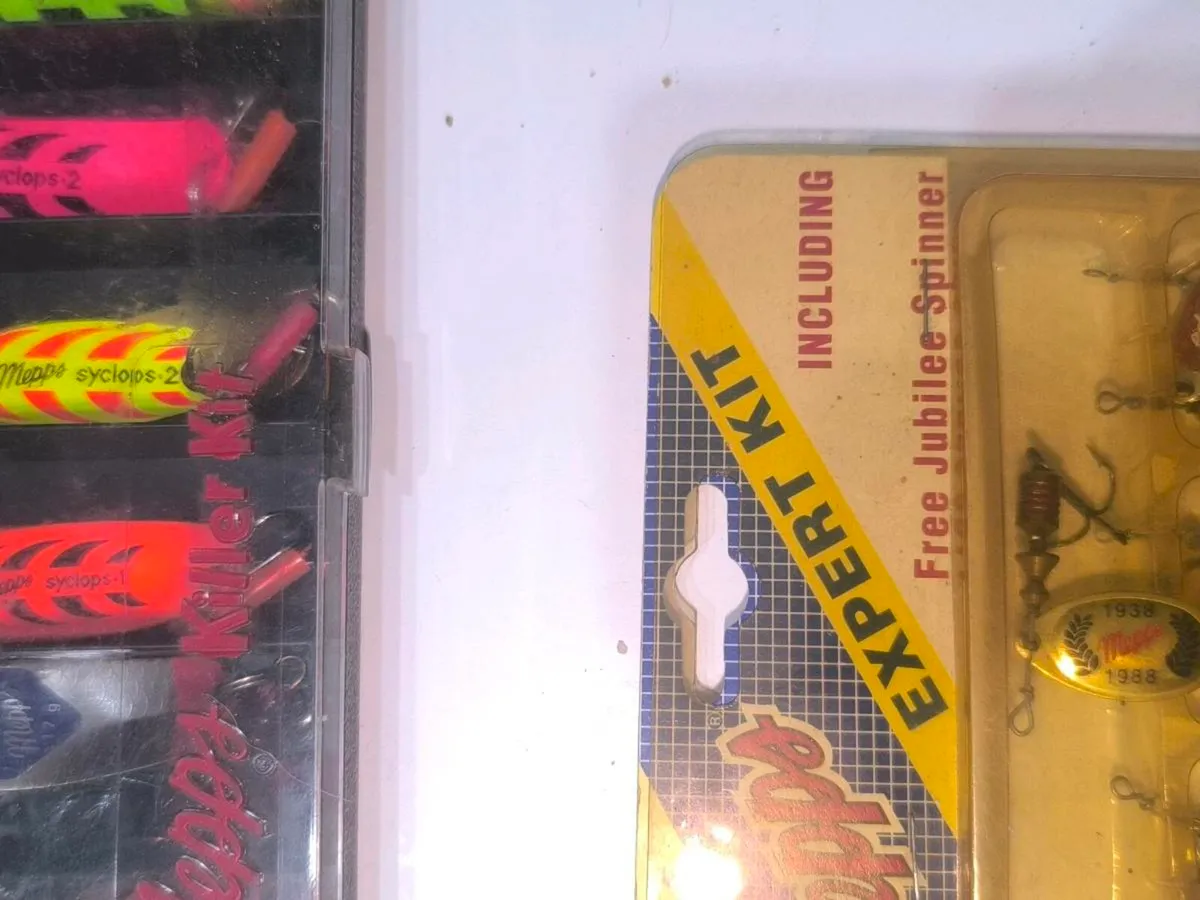 syclops·2
Mepps syclops·2
Mepps syclops·1
Mepps
Killer Kit
Mepps ®
INCLUDING
Free Jubilee Spinner
EXPERT KIT
Mepps
1938
Mepps
1988